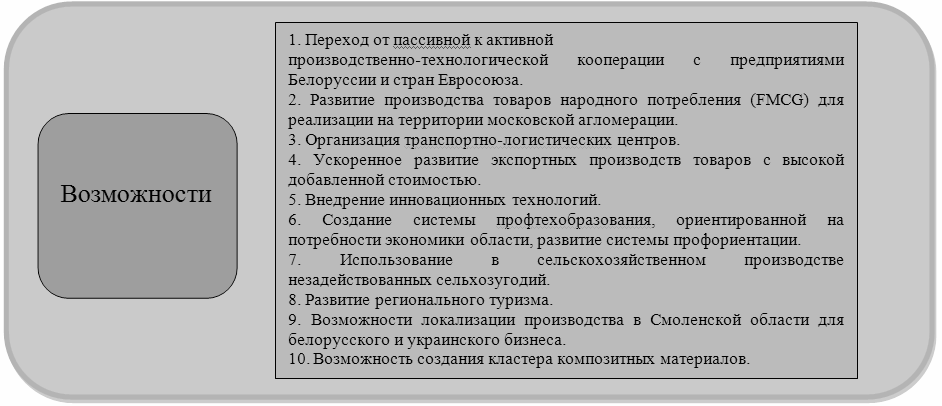 Возможности
1. Переход от пассивной к активной
производственно-технологической кооперации с предприятиями
Белоруссии и стран Евросоюза.
2. Развитие производства товаров народного потребления (FMCG) для
реализации на территории московской агломерации.
3. Организация транспортно-логистических центров.
4. Ускоренное развитие экспортных производств товаров с высокой
добавленной стоимостью.
5. Внедрение инновационных технологий.
6. Создание системы профтехобразования, ориентированной на
потребности экономики области, развитие системы профориентации.
7. Использование в сельскохозяйственном производстве
незадействованных сельхозугодий.
8. Развитие регионального туризма.
9. Возможности локализации производства в Смоленской области для
белорусского и украинского бизнеса.
10. Возможность создания кластера композитных материалов.